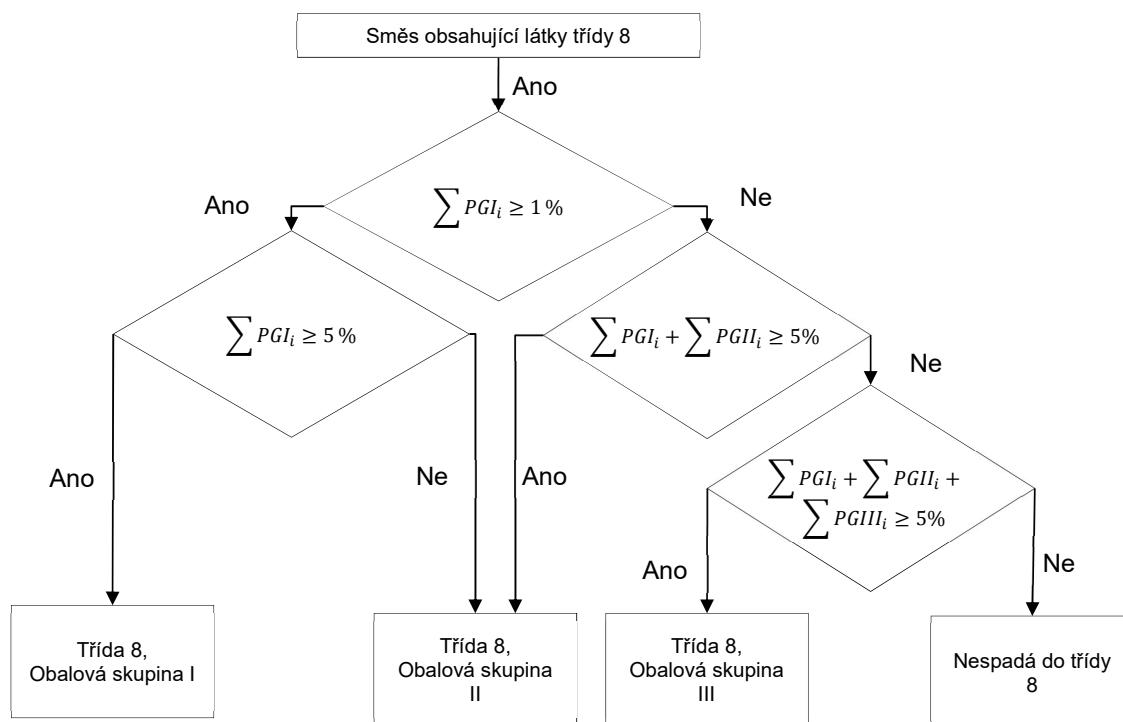 Směs obsahující látky třídy 8
Ano
∑ PGI_i ≥ 1 %
Ano
Ne
∑ PGI_i ≥ 5 %
∑ PGI_i + ∑ PGII_i ≥ 5%
Ne
Ano
Ne
Ano
∑ PGI_i + ∑ PGII_i +
∑ PGIII_i ≥ 5%
Ano
Ne
Třída 8,
Obalová skupina I
Třída 8,
Obalová skupina
II
Třída 8,
Obalová skupina
III
Nespadá do třídy
8